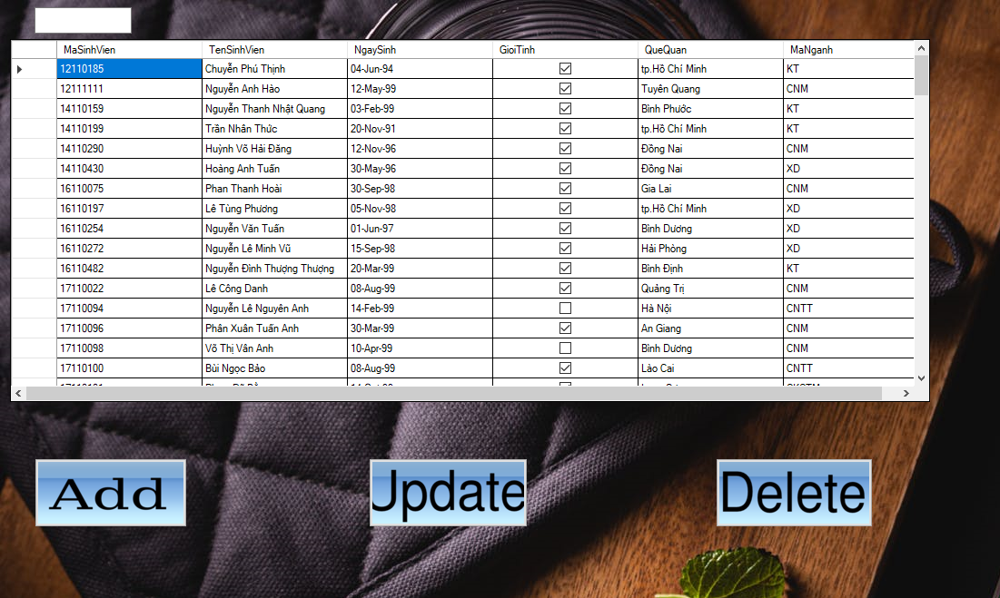 MaSinhVien TenSinhVien NgaySinh GioiTinh QueQuan MaNganh
12110185 Chuyễn Phú Thịnh 04-Jun-94 tp.Hồ Chí Minh KT
12111111 Nguyễn Anh Hào 12-May-99 Tuyên Quang CNM
14110159 Nguyễn Thanh Nhật Quang 03-Feb-99 Bình Phước KT
14110199 Trần Nhân Thức 20-Nov-91 tp.Hồ Chí Minh KT
14110290 Huỳnh Võ Hải Đăng 12-Nov-96 Đồng Nai CNM
14110430 Hoàng Anh Tuấn 30-May-96 Đồng Nai XD
16110075 Phan Thanh Hoài 30-Sep-98 Gia Lai CNM
16110197 Lê Tùng Phương 05-Nov-98 tp.Hồ Chí Minh XD
16110254 Nguyễn Văn Tuấn 01-Jun-97 Bình Dương XD
16110272 Nguyễn Lê Minh Vũ 15-Sep-98 Hải Phòng XD
16110482 Nguyễn Đình Thượng Thượng 20-Mar-99 Bình Định KT
17110022 Lê Công Danh 08-Aug-99 Quảng Trị CNM
17110094 Nguyễn Lê Nguyên Anh 14-Feb-99 Hà Nội CNTT
17110096 Phân Xuân Tuấn Anh 30-Mar-99 An Giang CNM
17110098 Võ Thị Vân Anh 10-Apr-99 Bình Dương CNM
17110100 Bùi Ngọc Bảo 08-Aug-99 Lào Cai CNTT
Add Update Delete